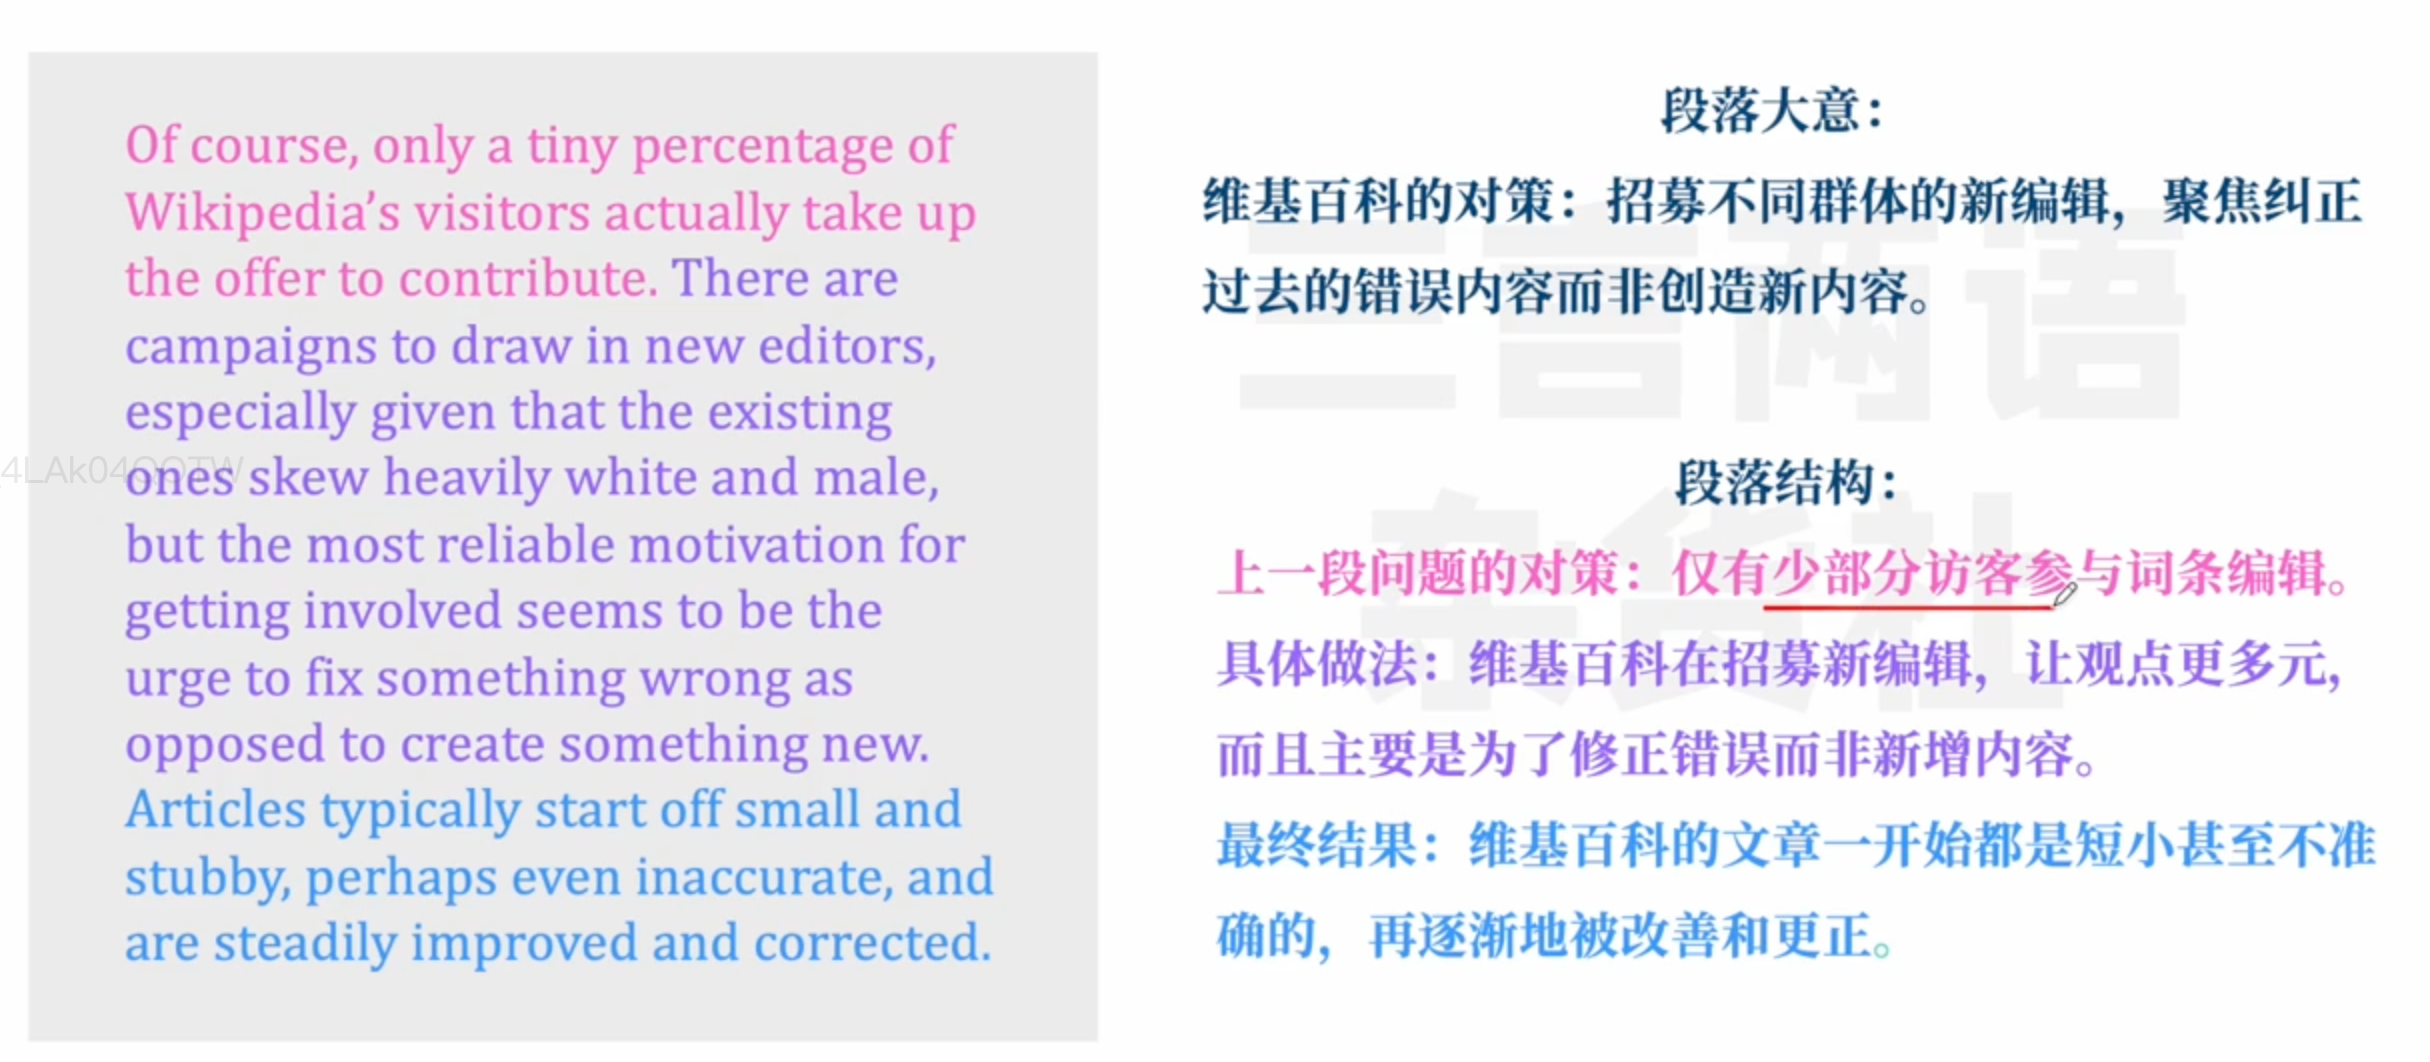 Of course, only a tiny percentage of
Wikipedia's visitors actually take up
the offer to contribute. There are
campaigns to draw in new editors,
especially given that the existing
ones skew heavily white and male,
but the most reliable motivation for
getting involved seems to be the
urge to fix something wrong as
opposed to create something new.
Articles typically start off small and
stubby, perhaps even inaccurate, and
are steadily improved and corrected.
4LAk04QOTW
段落大意：
维基百科的对策：招募不同群体的新编辑，聚焦纠正
过去的错误内容而非创造新内容。
段落结构：
上一段问题的对策：仅有少部分访客参与词条编辑。
具体做法：维基百科在招募新编辑，让观点更多元，
而且主要是为了修正错误而非新增内容。
最终结果：维基百科的文章一开始都是短小甚至不准
确的，再逐渐地被改善和更正。
三言两语
杂货社